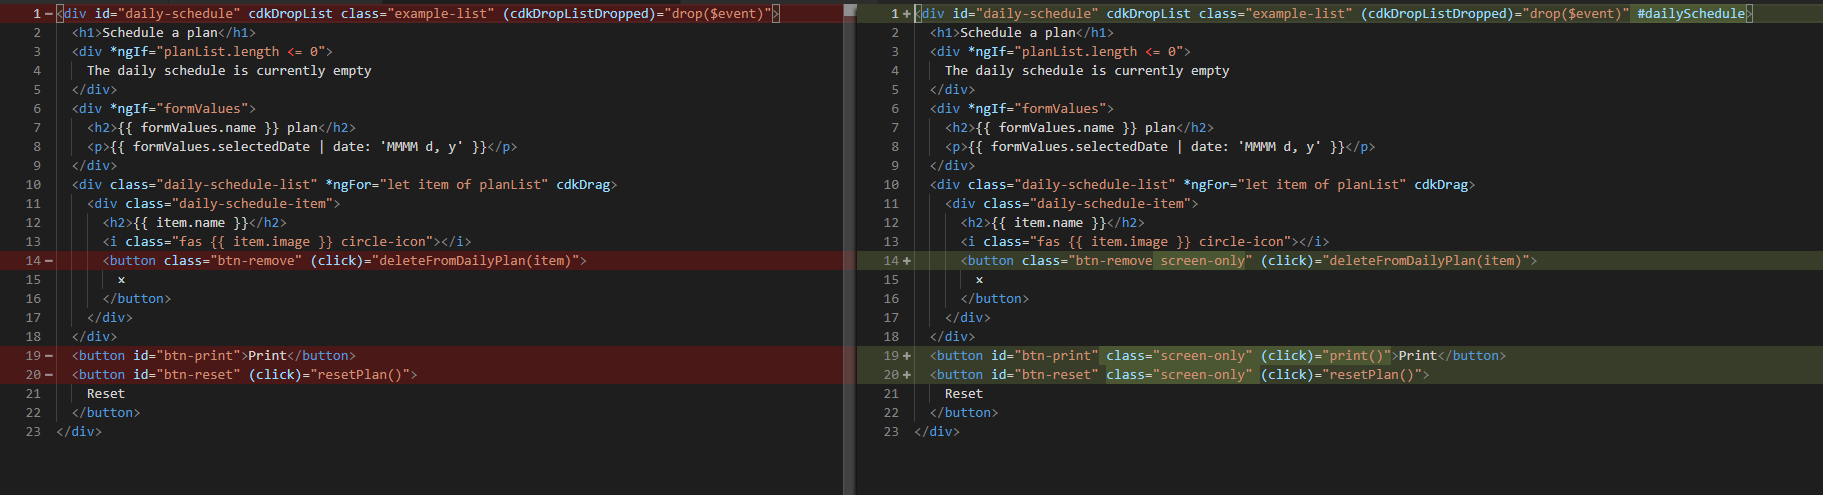 1 − <div id="daily-schedule" cdkDropList class="example-list" (cdkDropListDropped)="drop($event)">
2 <h1>Schedule a plan</h1>
3 <div *ngIf="planList.length <= 0">
4 The daily schedule is currently empty
5 </div>
6 <div *ngIf="formValues">
7 <h2>{{ formValues.name }} plan</h2>
8 <p>{{ formValues.selectedDate | date: 'MMMM d, y' }}</p>
9 </div>
10 <div class="daily-schedule-list" *ngFor="let item of planList" cdkDrag>
11 <div class="daily-schedule-item">
12 <h2>{{ item.name }}</h2>
13 <i class="fas {{ item.image }} circle-icon"></i>
14 − <button class="btn-remove" (click)="deleteFromDailyPlan(item)">
15 x
16 </button>
17 </div>
18 </div>
19 − <button id="btn-print">Print</button>
20 − <button id="btn-reset" (click)="resetPlan()">
21 Reset
22 </button>
23 </div>
1 + <div id="daily-schedule" cdkDropList class="example-list" (cdkDropListDropped)="drop($event)" #dailySchedule>
2 <h1>Schedule a plan</h1>
3 <div *ngIf="planList.length <= 0">
4 The daily schedule is currently empty
5 </div>
6 <div *ngIf="formValues">
7 <h2>{{ formValues.name }} plan</h2>
8 <p>{{ formValues.selectedDate | date: 'MMMM d, y' }}</p>
9 </div>
10 <div class="daily-schedule-list" *ngFor="let item of planList" cdkDrag>
11 <div class="daily-schedule-item">
12 <h2>{{ item.name }}</h2>
13 <i class="fas {{ item.image }} circle-icon"></i>
14 + <button class="btn-remove screen-only" (click)="deleteFromDailyPlan(item)">
15 x
16 </button>
17 </div>
18 </div>
19 + <button id="btn-print" class="screen-only" (click)="print()">Print</button>
20 + <button id="btn-reset" class="screen-only" (click)="resetPlan()">
21 Reset
22 </button>
23 </div>